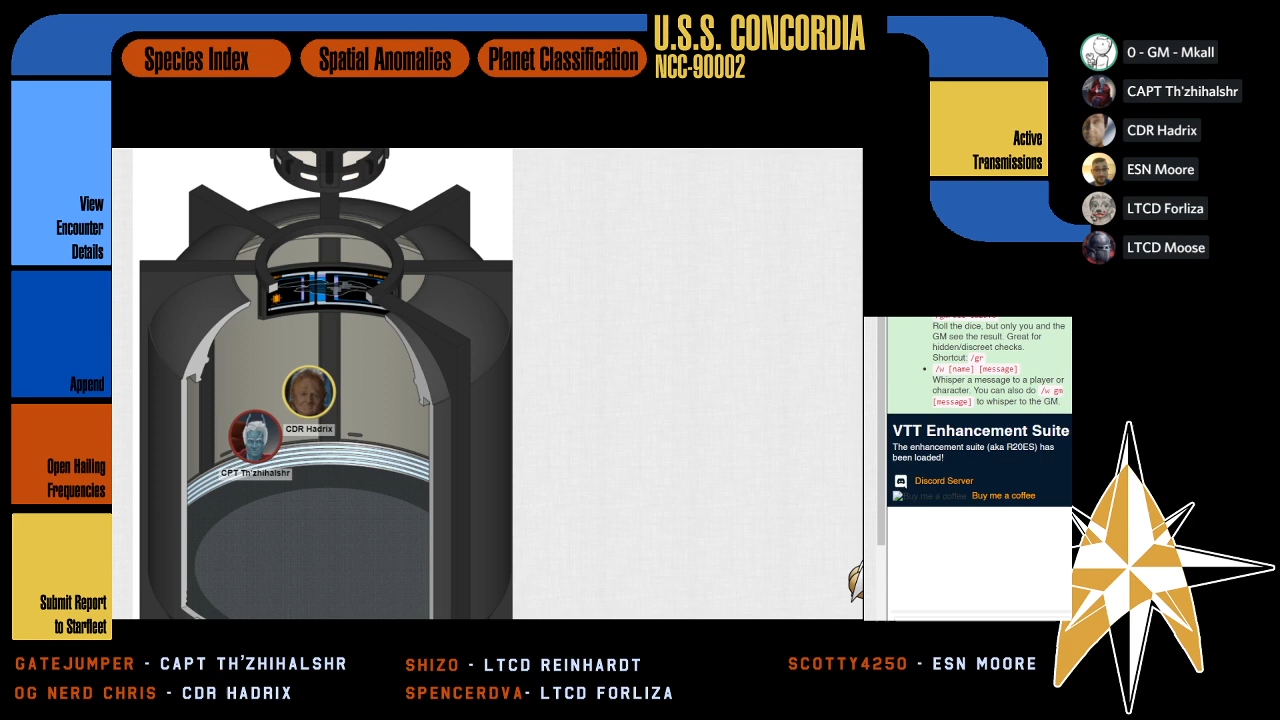 Species Index
Spatial Anomalies
Planet Classification
U.S.S. CONCORDIA
NCC-90002
View
Encounter
Details
Append
Open Hailing
Frequencies
Submit Report
to Starfleet
Active
Transmissions
0 - GM - Mkall
CAPT Th'zhihalshr
CDR Hadrix
ESN Moore
LTCD Forliza
LTCD Moose
CDR Hadrix
CPT Th'zhihalshr
Roll the dice, but only you and the
GM see the result. Great for
hidden/discreet checks.
Shortcut: /gr
/w [name] [message]
Whisper a message to a player or
character. You can also do /w gm
[message] to whisper to the GM.
VTT Enhancement Suite
The enhancement suite (aka R20ES) has
been loaded!
Discord Server
Buy me a coffee Buy me a coffee
GATEJUMPER - CAPT TH'ZHIHALSHR
OG NERD CHRIS - CDR HADRIX
SHIZO - LTCD REINHARDT
SPENCERDVA- LTCD FORLIZA
SCOTTY4250 - ESN MOORE